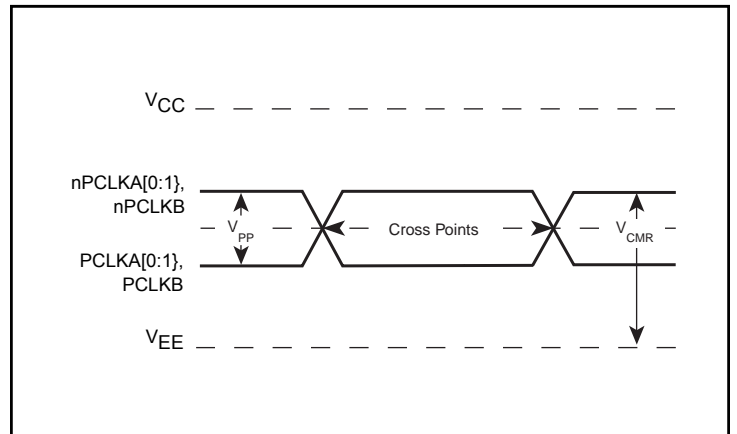 VCC
nPCLKA[0:1},
nPCLKB
VPP
Cross Points
VCMR
PCLKA[0:1},
PCLKB
VEE